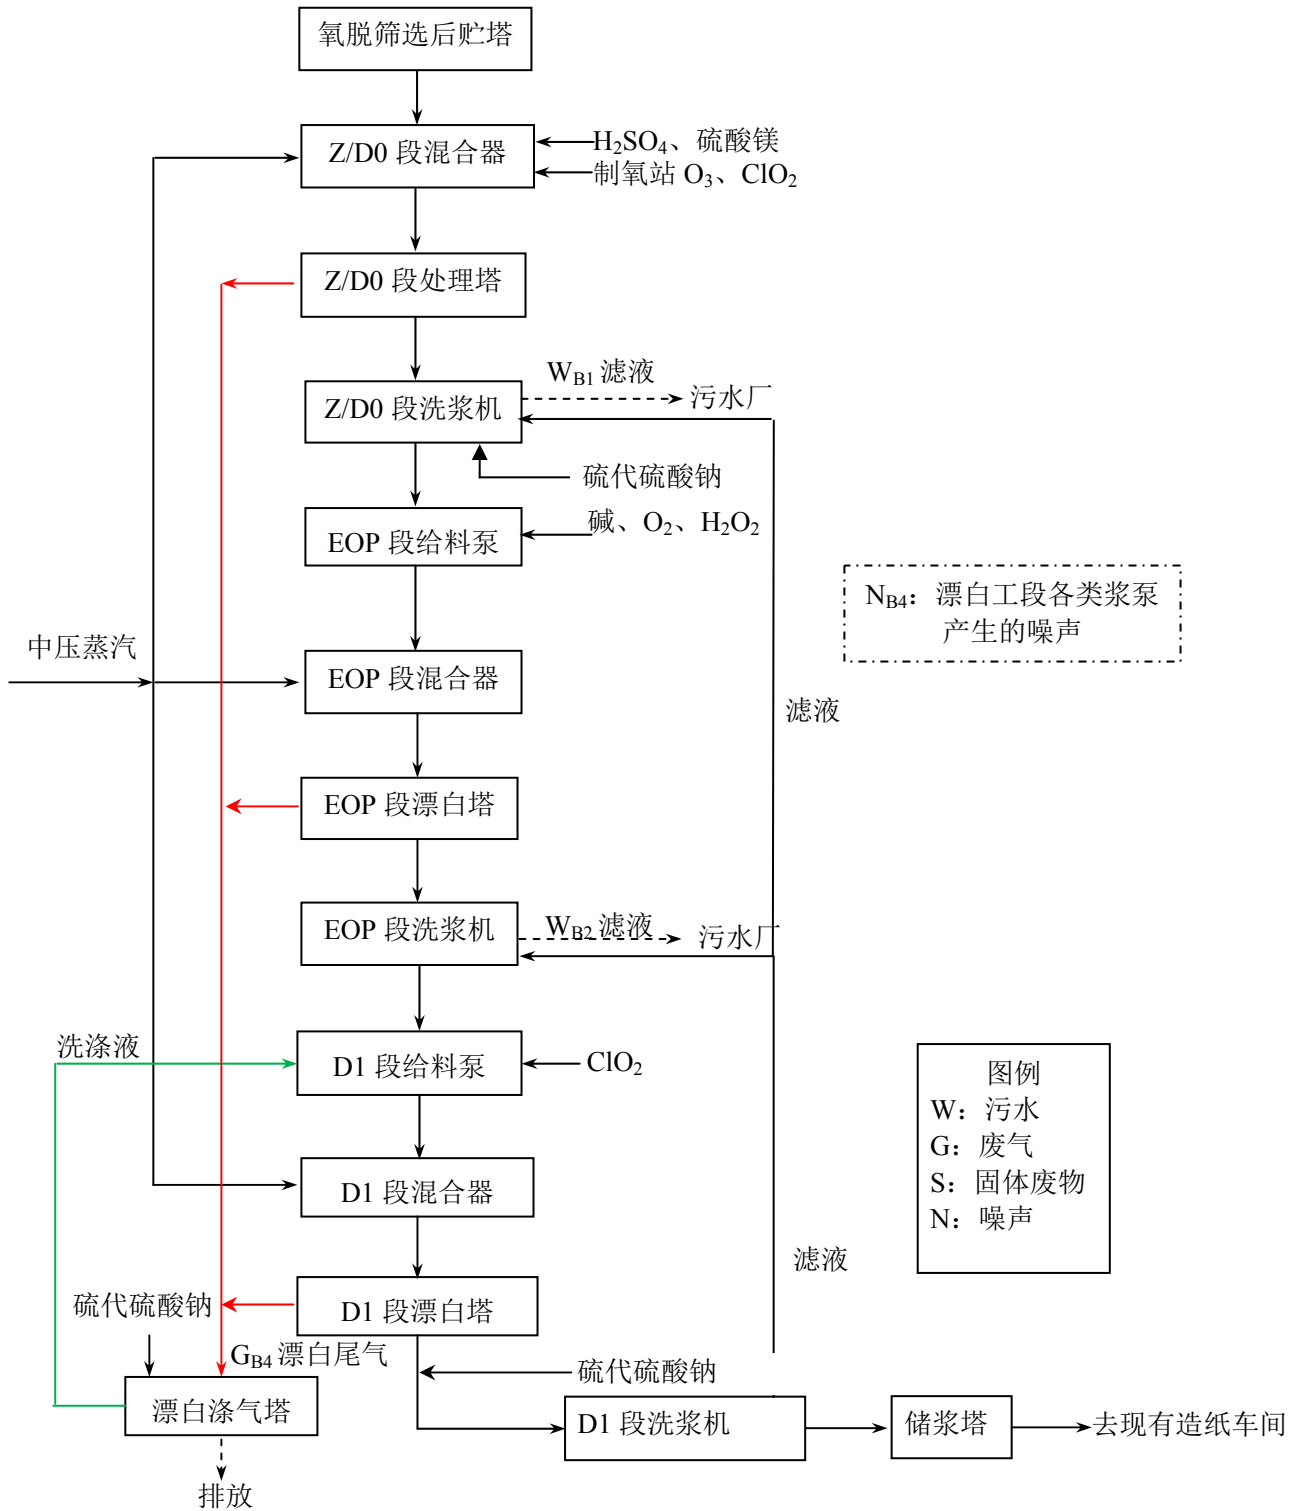 氧脱筛选后贮塔
Z/D0 段混合器
H₂SO₄、硫酸镁
制氧站 O₃、ClO₂
Z/D0 段处理塔
W_B1 滤液
污水厂
Z/D0 段洗浆机
硫代硫酸钠
碱、O₂、H₂O₂
EOP 段给料泵
N_B4：漂白工段各类浆泵
产生的噪声
中压蒸汽
EOP 段混合器
滤液
EOP 段漂白塔
W_B2 滤液
污水厂
EOP 段洗浆机
洗涤液
D1 段给料泵
ClO₂
图例
W：污水
G：废气
S：固体废物
N：噪声
D1 段混合器
滤液
硫代硫酸钠
D1 段漂白塔
G_B4 漂白尾气
硫代硫酸钠
漂白涤气塔
D1 段洗浆机
储浆塔
去现有造纸车间
排放